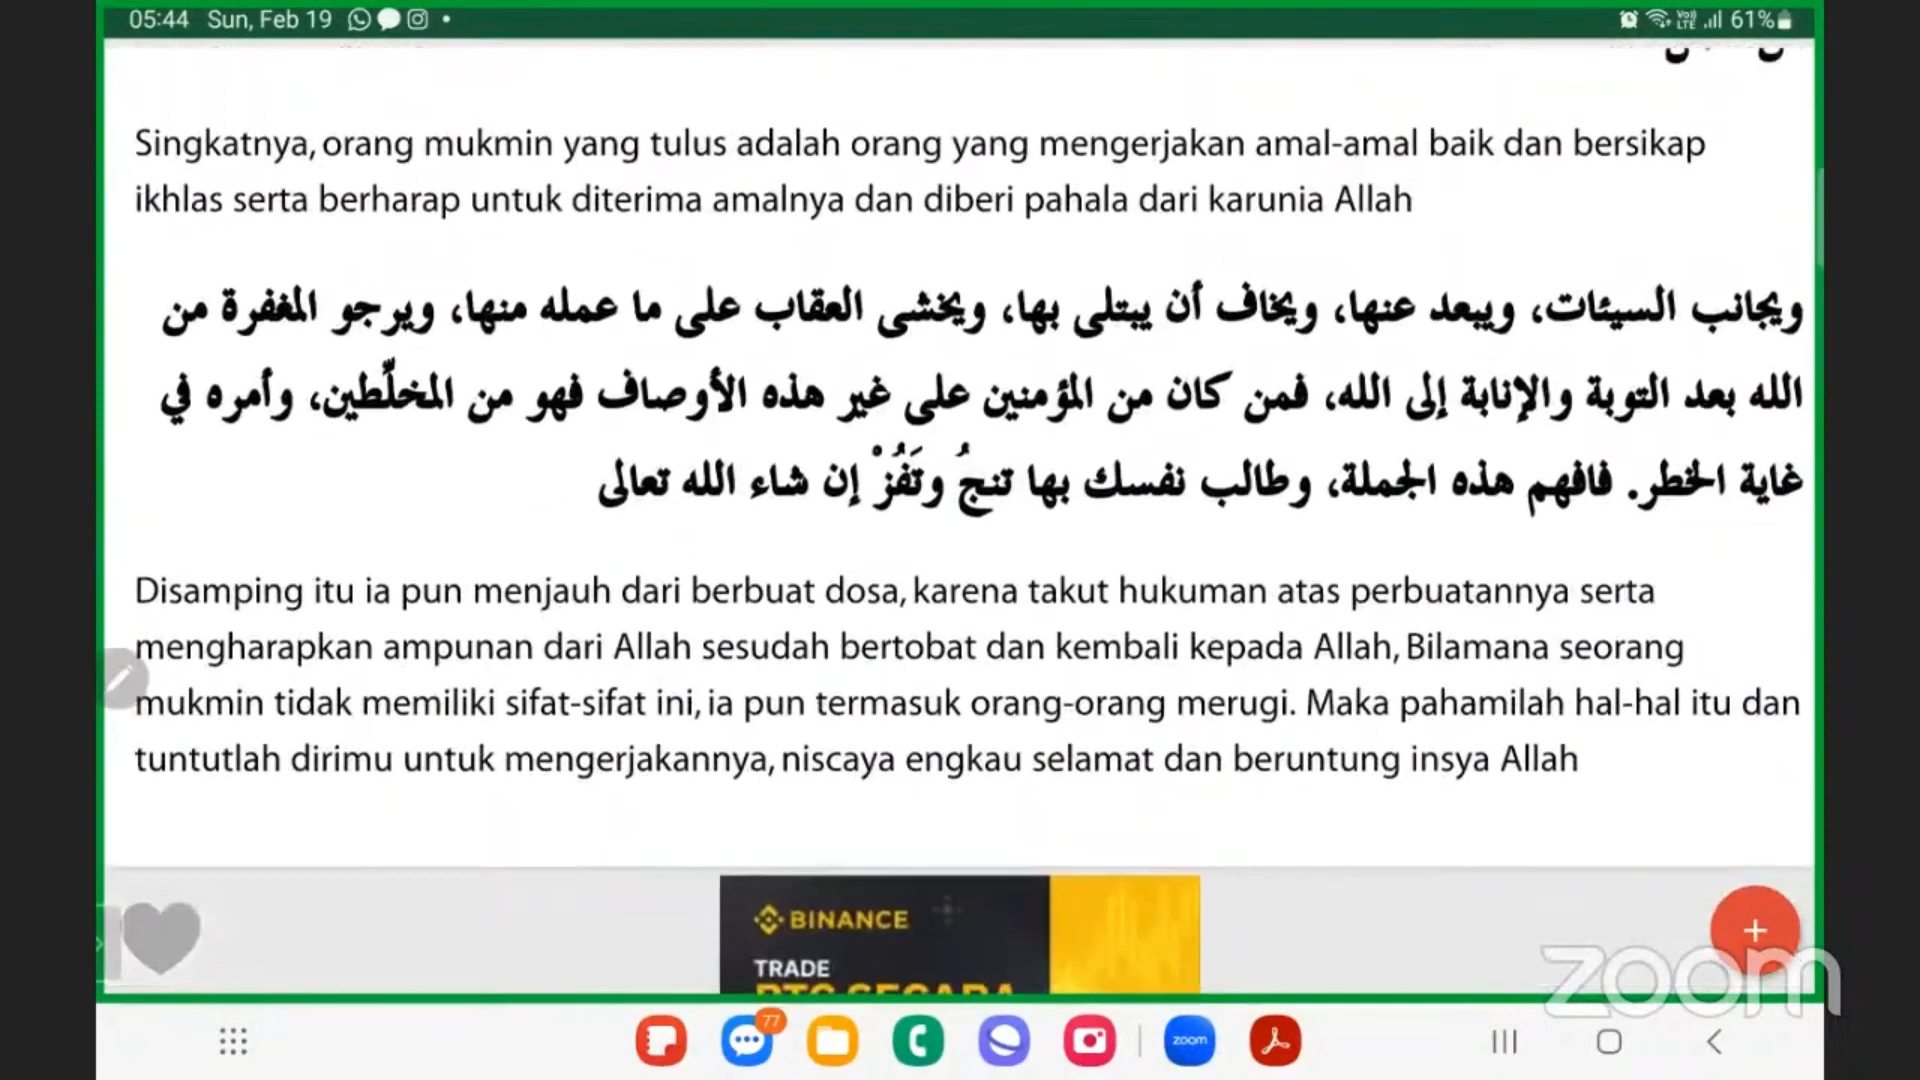 05:44 Sun, Feb 19
Vo)) LTE 61%
Singkatnya, orang mukmin yang tulus adalah orang yang mengerjakan amal-amal baik dan bersikap
ikhlas serta berharap untuk diterima amalnya dan diberi pahala dari karunia Allah
ويجانب السيئات، ويبعد عنها، ويخاف أن يبتلى بها، ويخشى العقاب على ما عمله منها، ويرجو المغفرة من
الله بعد التوبة والإنابة إلى الله، فمن كان من المؤمنين على غير هذه الأوصاف فهو من المخلِّطين، وأمره في
غاية الخطر. فافهم هذه الجملة، وطالب نفسك بها تنجُ وتَفُزْ إن شاء الله تعالى
Disamping itu ia pun menjauh dari berbuat dosa, karena takut hukuman atas perbuatannya serta
mengharapkan ampunan dari Allah sesudah bertobat dan kembali kepada Allah, Bilamana seorang
mukmin tidak memiliki sifat-sifat ini, ia pun termasuk orang-orang merugi. Maka pahamilah hal-hal itu dan
tuntutlah dirimu untuk mengerjakannya, niscaya engkau selamat dan beruntung insya Allah
BINANCE
TRADE
BTC SECARA
zoom
77
zoom